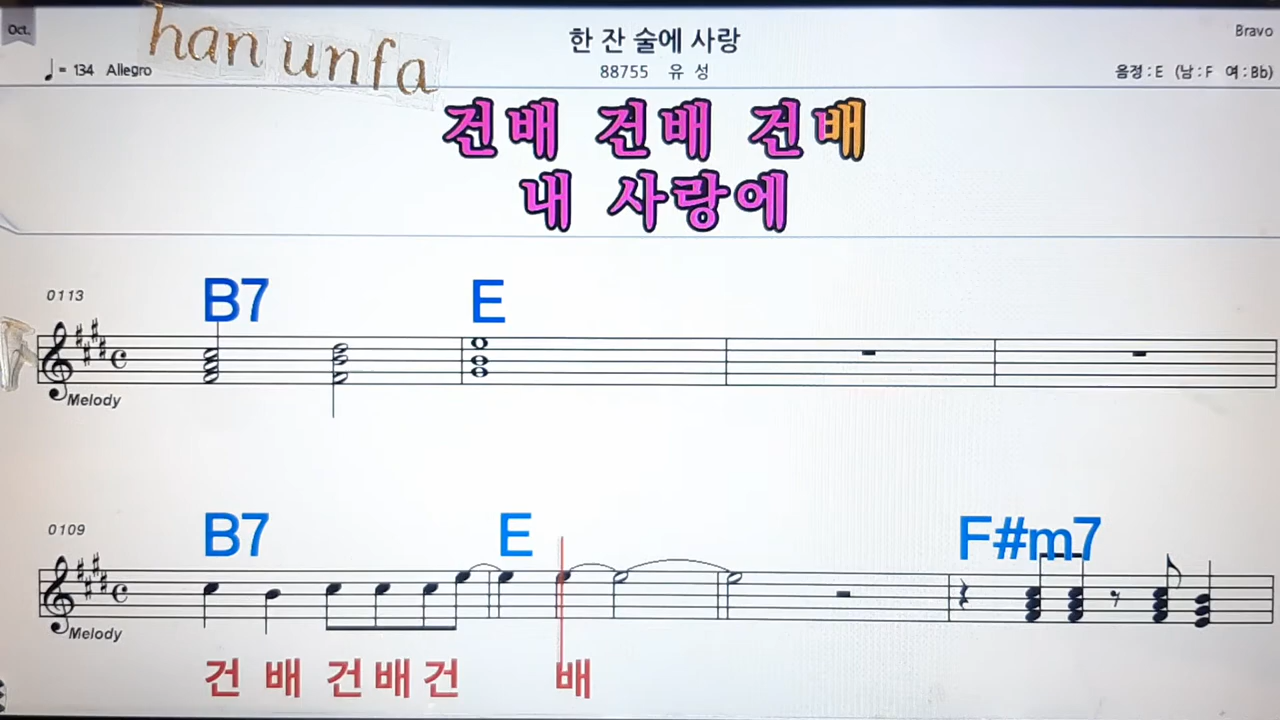 Oct.
han unfa
한 잔 술에 사랑
Bravo
♩= 134 Allegro
88755 유 성
음정 : E (남 : F 여 : Bb)
건배 건배 건배
내 사랑에
0113
B7 E
Melody
0109
B7 E F#m7
Melody
건 배 건 배 건 배